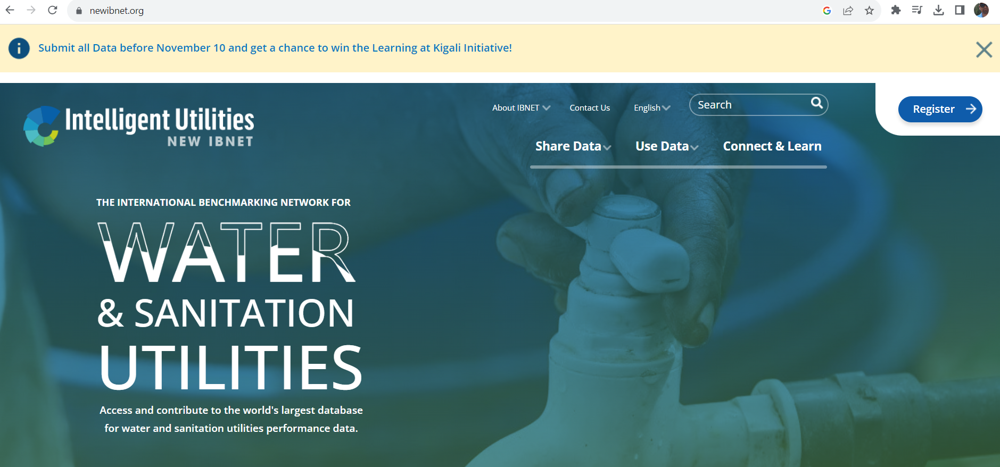 newibnet.org
Submit all Data before November 10 and get a chance to win the Learning at Kigali Initiative!
Intelligent Utilities
NEW IBNET
About IBNET
Contact Us
English
Search
Register
Share Data
Use Data
Connect & Learn
THE INTERNATIONAL BENCHMARKING NETWORK FOR
WATER
& SANITATION
UTILITIES
Access and contribute to the world's largest database
for water and sanitation utilities performance data.